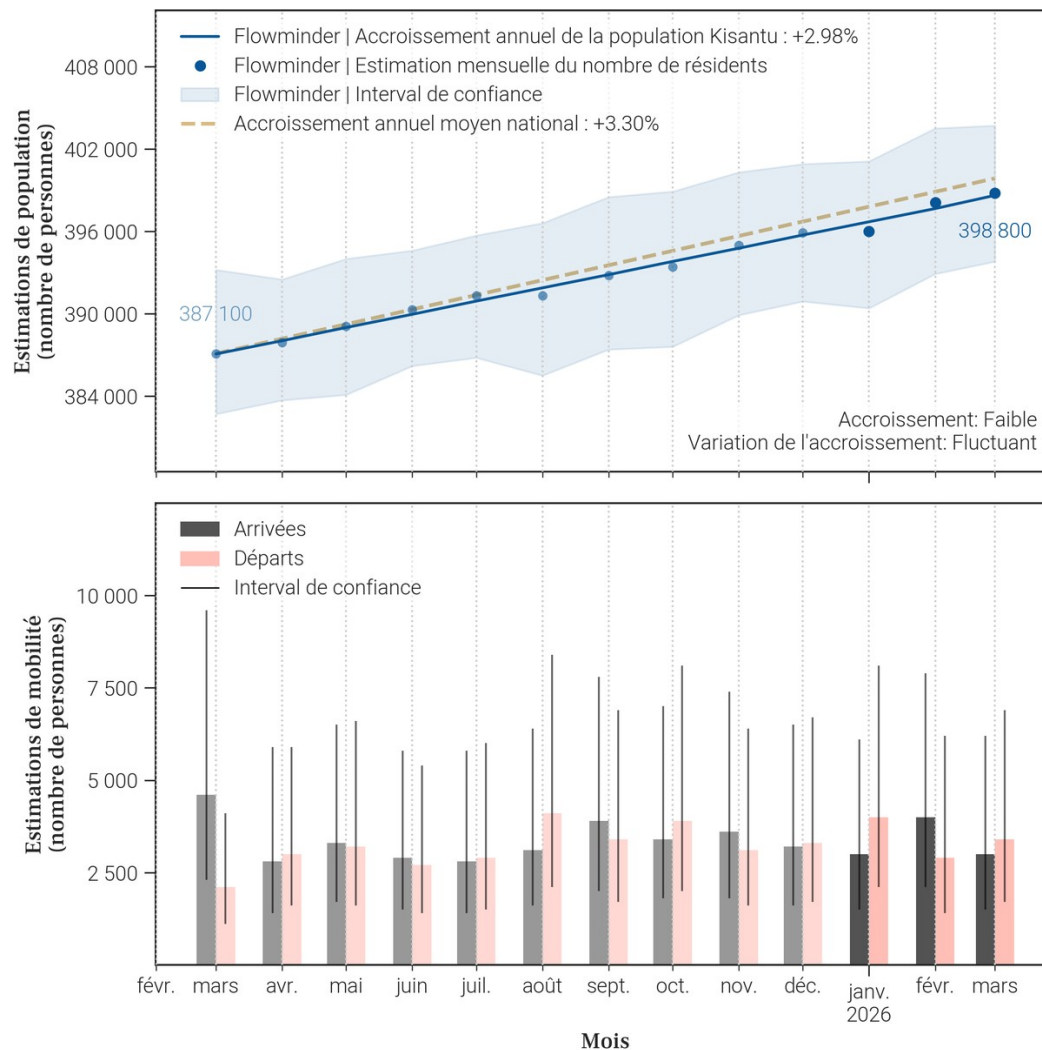 Flowminder | Accroissement annuel de la population Kisantu : +2.98%
Flowminder | Estimation mensuelle du nombre de résidents
Flowminder | Interval de confiance
Accroissement annuel moyen national : +3.30%
Estimations de population
(nombre de personnes)
408 000
402 000
396 000
390 000
384 000
387 100
398 800
Accroissement: Faible
Variation de l'accroissement: Fluctuant
Arrivées
Départs
Interval de confiance
Estimations de mobilité
(nombre de personnes)
10 000
7 500
5 000
2 500
févr. mars avr. mai juin juil. août sept. oct. nov. déc. janv. févr. mars
2026
Mois